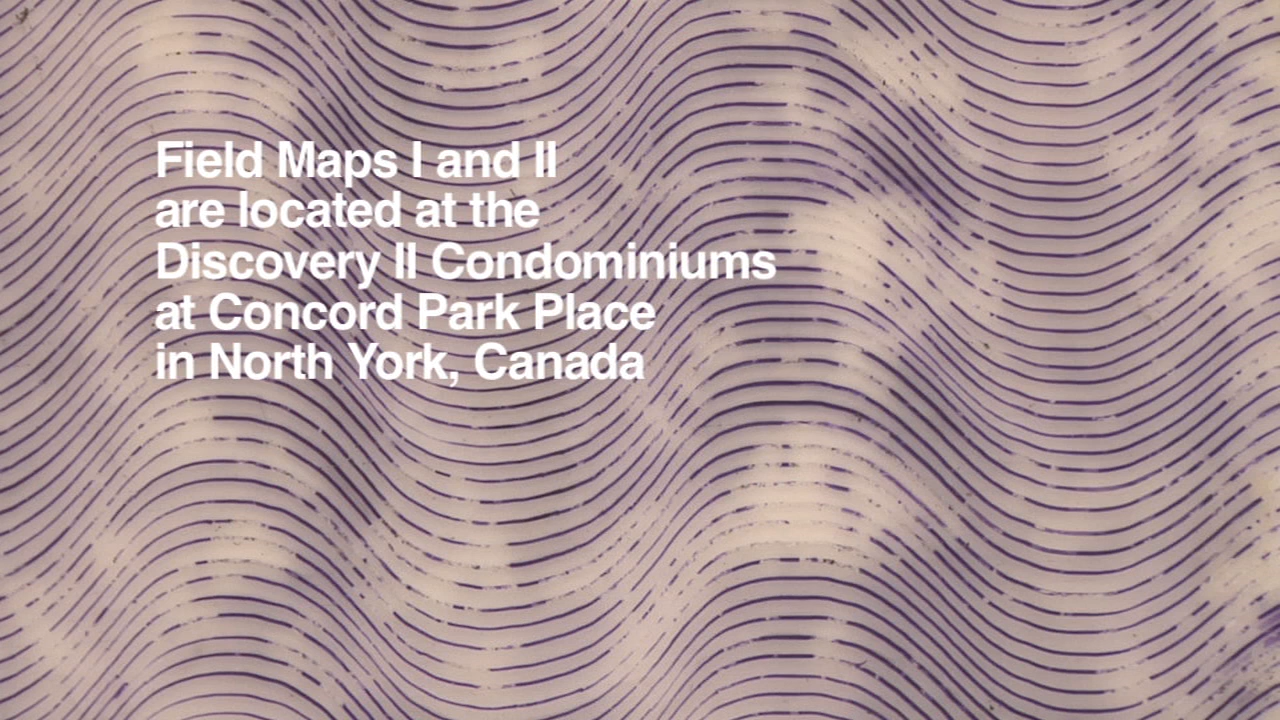 Field Maps I and II
are located at the
Discovery II Condominiums
at Concord Park Place
in North York, Canada